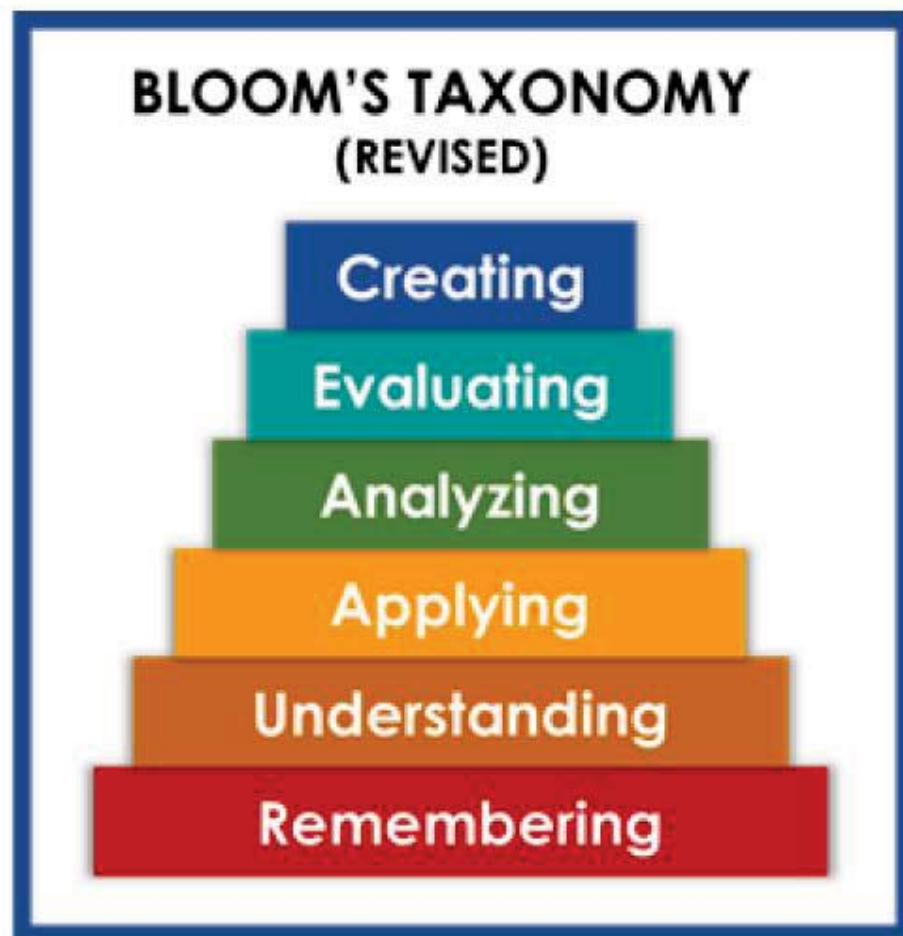 BLOOM'S TAXONOMY
(REVISED)
Creating
Evaluating
Analyzing
Applying
Understanding
Remembering